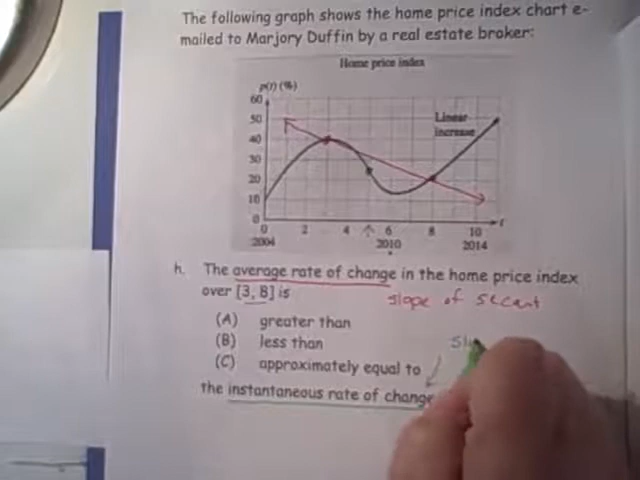 The following graph shows the home price index chart e-
mailed to Marjory Duffin by a real estate broker:
Home price index
p(t) (%)
60
50
40
30
20
10
0
Linear
increase
0 2 4 6 8 10 t
2004 2010 2014
h. The average rate of change in the home price index
over [3, 8] is
slope of secant
(A) greater than
(B) less than
(C) approximately equal to
the instantaneous rate of change